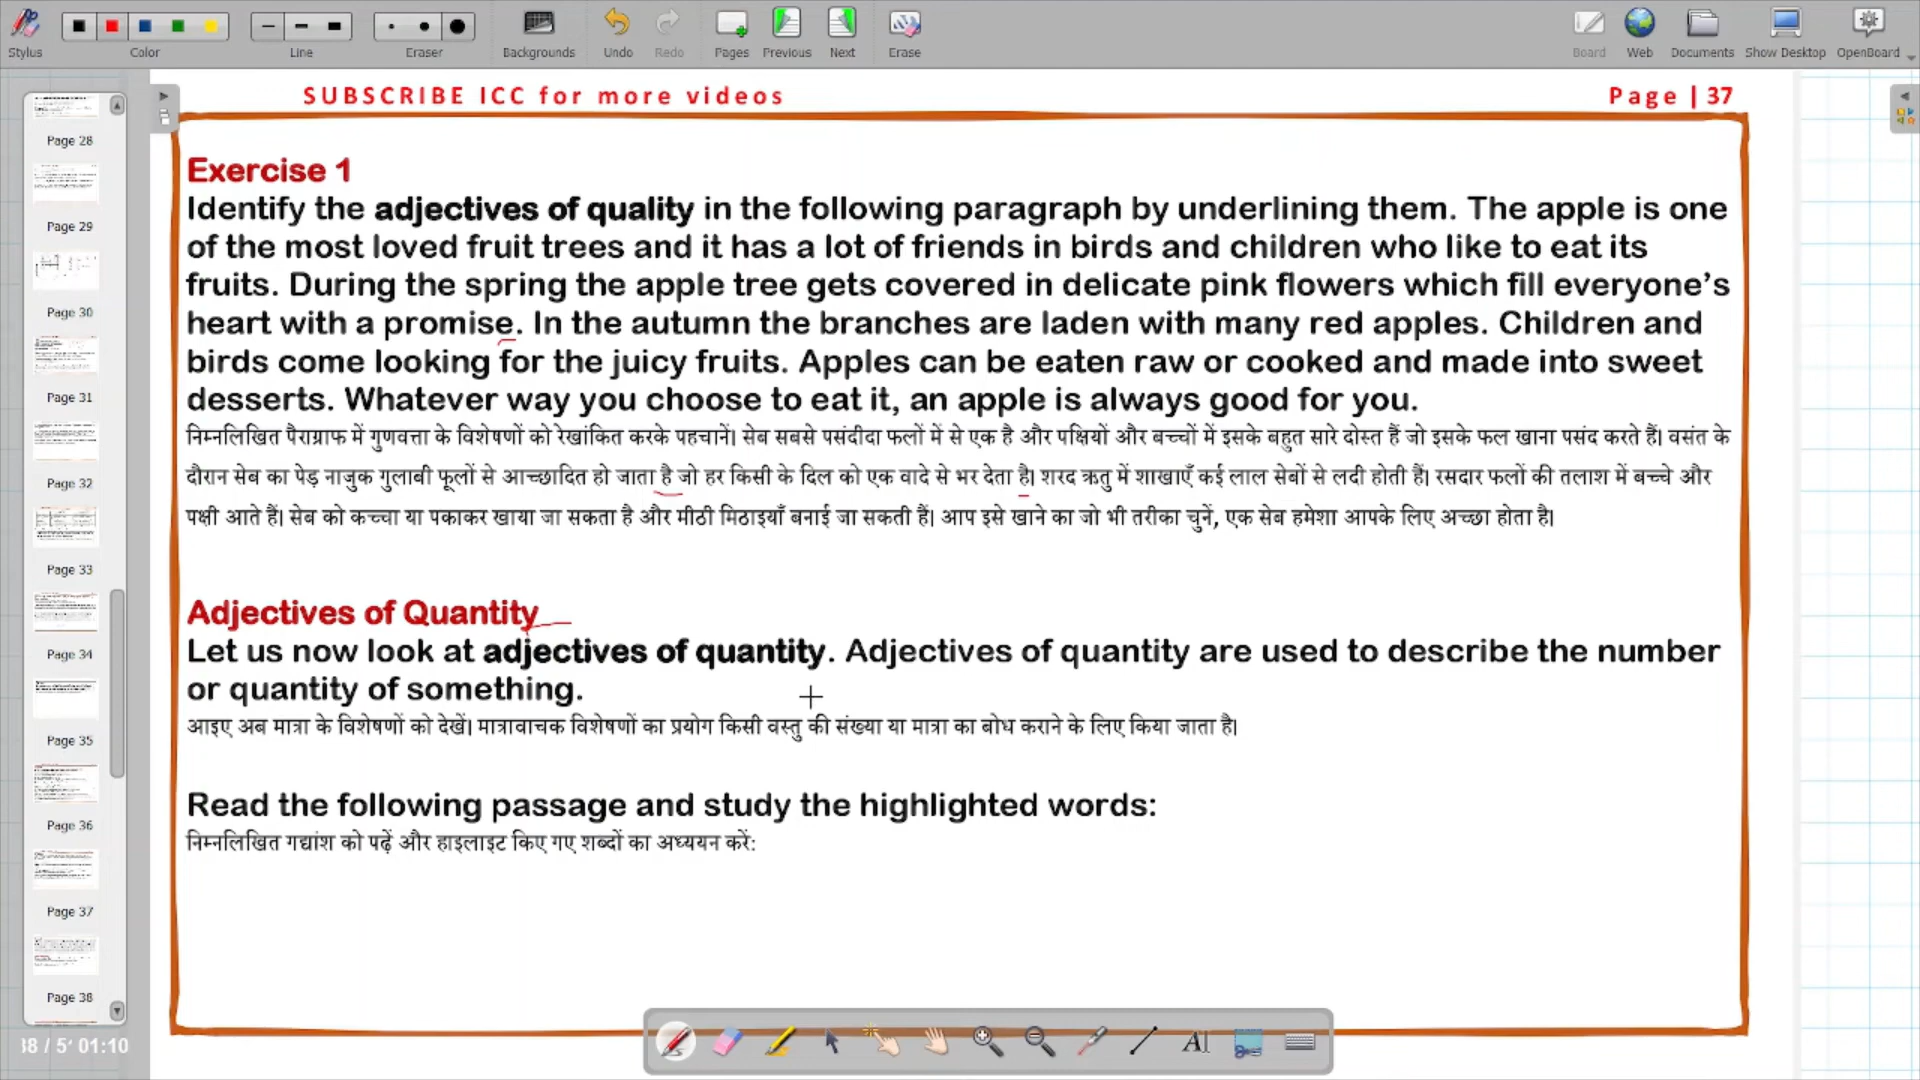 Stylus Color Line Eraser Backgrounds Undo Redo Pages Previous Next Erase Board Web Documents Show Desktop OpenBoard
SUBSCRIBE ICC for more videos
Page | 37
Exercise 1
Identify the adjectives of quality in the following paragraph by underlining them. The apple is one
of the most loved fruit trees and it has a lot of friends in birds and children who like to eat its
fruits. During the spring the apple tree gets covered in delicate pink flowers which fill everyone’s
heart with a promise. In the autumn the branches are laden with many red apples. Children and
birds come looking for the juicy fruits. Apples can be eaten raw or cooked and made into sweet
desserts. Whatever way you choose to eat it, an apple is always good for you.
निम्नलिखित पैराग्राफ में गुणवत्ता के विशेषणों को रेखांकित करके पहचानें। सेब सबसे पसंदीदा फलों में से एक है और पक्षियों और बच्चों में इसके बहुत सारे दोस्त हैं जो इसके फल खाना पसंद करते हैं। वसंत के
दौरान सेब का पेड़ नाजुक गुलाबी फूलों से आच्छादित हो जाता है जो हर किसी के दिल को एक वादे से भर देता है। शरद ऋतु में शाखाएँ कई लाल सेबों से लदी होती हैं। रसदार फलों की तलाश में बच्चे और
पक्षी आते हैं। सेब को कच्चा या पकाकर खाया जा सकता है और मीठी मिठाइयाँ बनाई जा सकती हैं। आप इसे खाने का जो भी तरीका चुनें, एक सेब हमेशा आपके लिए अच्छा होता है।
Adjectives of Quantity
Let us now look at adjectives of quantity. Adjectives of quantity are used to describe the number
or quantity of something.
आइए अब मात्रा के विशेषणों को देखें। मात्रावाचक विशेषणों का प्रयोग किसी वस्तु की संख्या या मात्रा का बोध कराने के लिए किया जाता है।
Read the following passage and study the highlighted words:
निम्नलिखित गद्यांश को पढ़ें और हाइलाइट किए गए शब्दों का अध्ययन करें:
Page 28
Page 29
Page 30
Page 31
Page 32
Page 33
Page 34
Page 35
Page 36
Page 37
Page 38
01:10